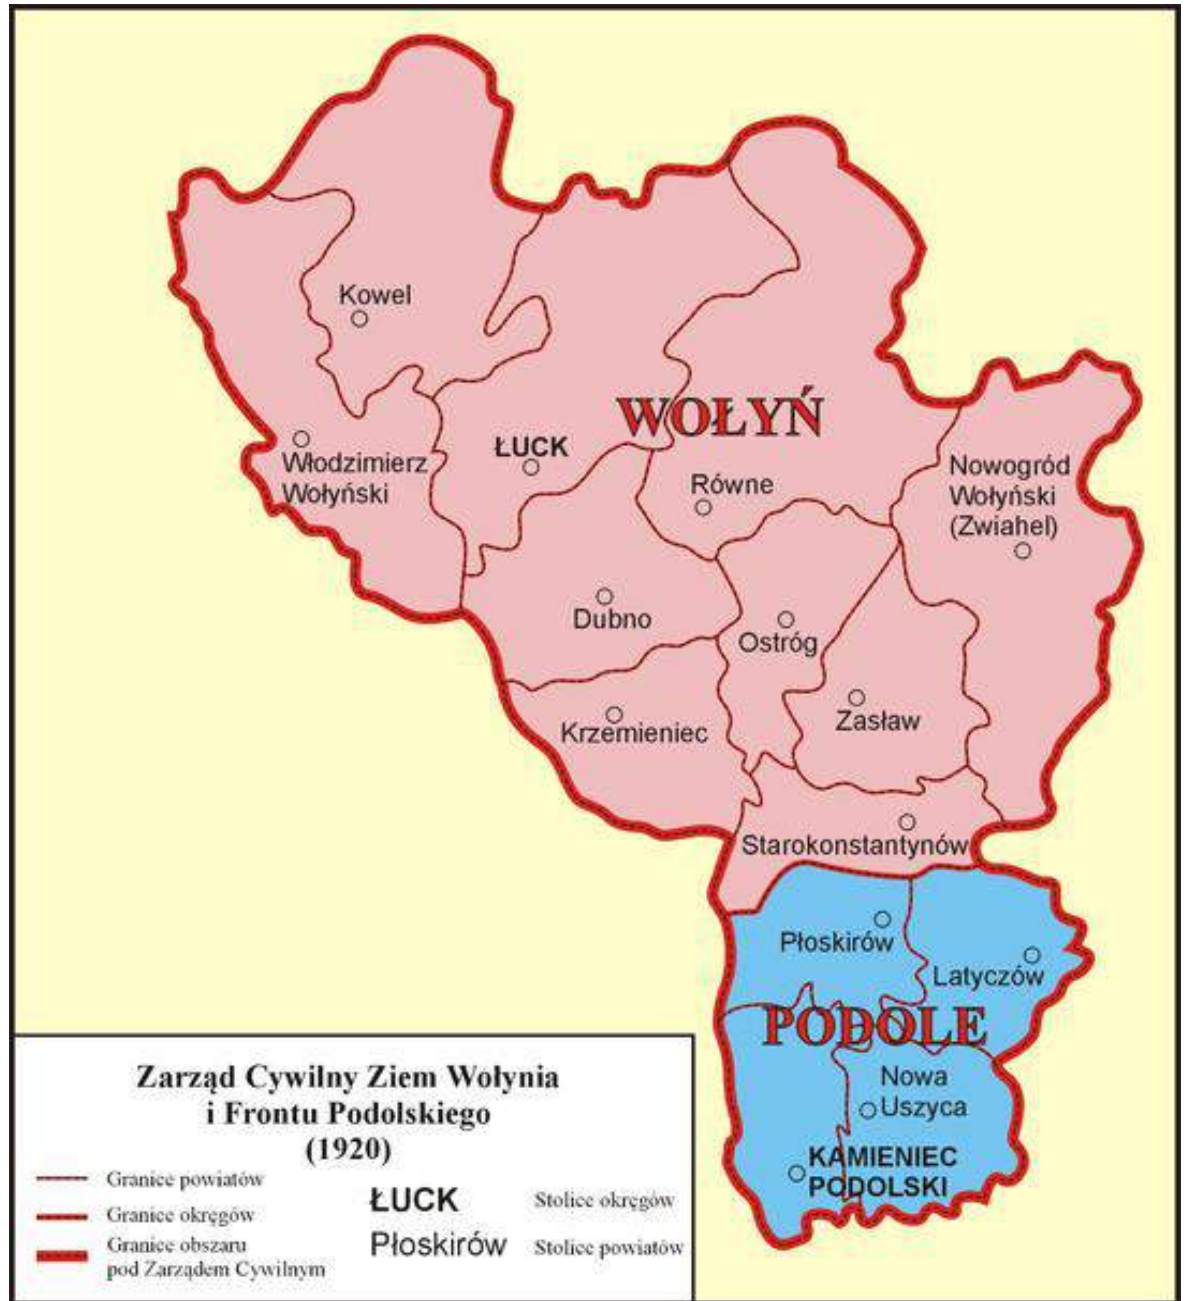 Kowel
WOŁYŃ
ŁUCK
Włodzimierz
Wołyński
Nowogród
Wołyński
(Zwiahel)
Równe
Dubno
Ostróg
Krzemieniec
Zasław
Starokonstantynów
Płoskirów
Latyczów
PODOLE
Nowa
Uszyca
KAMIENIEC
PODOLSKI
Zarząd Cywilny Ziem Wołynia
i Frontu Podolskiego
(1920)
Granice powiatów
Granice okręgów
Granice obszaru
pod Zarządem Cywilnym
ŁUCK Stolice okręgów
Płoskirów Stolice powiatów